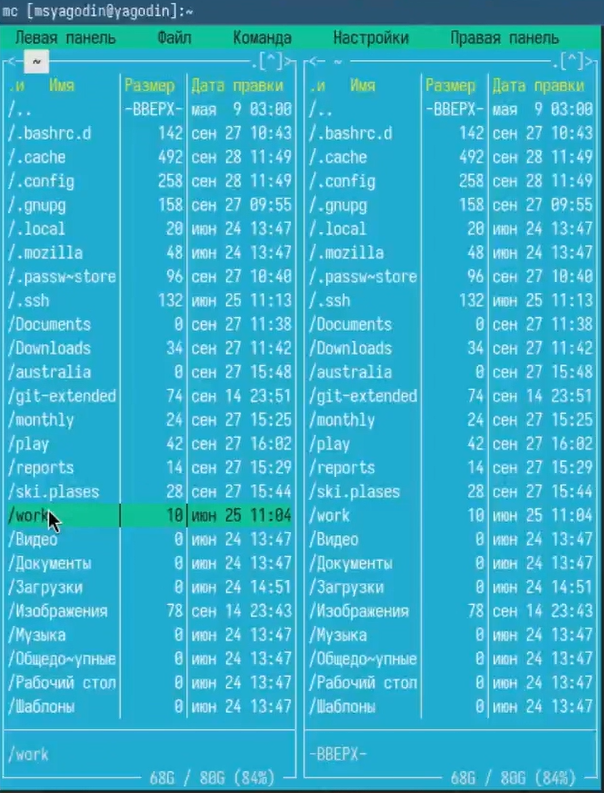 mc [msyagodin@yagodin]:~
Левая панель Файл Команда Настройки Правая панель
<- ~ .[^]> <- ~ .[^]>
.и Имя Размер Дата правки .и Имя Размер Дата правки
/.. -ВВЕРХ- мая 9 03:00 /.. -ВВЕРХ- мая 9 03:00
/.bashrc.d 142 сен 27 10:43 /.bashrc.d 142 сен 27 10:43
/.cache 492 сен 28 11:49 /.cache 492 сен 28 11:49
/.config 258 сен 28 11:49 /.config 258 сен 28 11:49
/.gnupg 158 сен 27 09:55 /.gnupg 158 сен 27 09:55
/.local 20 июн 24 13:47 /.local 20 июн 24 13:47
/.mozilla 48 июн 24 13:47 /.mozilla 48 июн 24 13:47
/.passw~store 96 сен 27 10:40 /.passw~store 96 сен 27 10:40
/.ssh 132 июн 25 11:13 /.ssh 132 июн 25 11:13
/Documents 0 сен 27 11:38 /Documents 0 сен 27 11:38
/Downloads 34 сен 27 11:42 /Downloads 34 сен 27 11:42
/australia 0 сен 27 15:48 /australia 0 сен 27 15:48
/git-extended 74 сен 14 23:51 /git-extended 74 сен 14 23:51
/monthly 24 сен 27 15:25 /monthly 24 сен 27 15:25
/play 42 сен 27 16:02 /play 42 сен 27 16:02
/reports 14 сен 27 15:29 /reports 14 сен 27 15:29
/ski.plases 28 сен 27 15:44 /ski.plases 28 сен 27 15:44
/work 10 июн 25 11:04 /work 10 июн 25 11:04
/Видео 0 июн 24 13:47 /Видео 0 июн 24 13:47
/Документы 0 июн 24 13:47 /Документы 0 июн 24 13:47
/Загрузки 0 июн 24 14:51 /Загрузки 0 июн 24 14:51
/Изображения 78 сен 14 23:43 /Изображения 78 сен 14 23:43
/Музыка 0 июн 24 13:47 /Музыка 0 июн 24 13:47
/Общедо~упные 0 июн 24 13:47 /Общедо~упные 0 июн 24 13:47
/Рабочий стол 0 июн 24 13:47 /Рабочий стол 0 июн 24 13:47
/Шаблоны 0 июн 24 13:47 /Шаблоны 0 июн 24 13:47
/work -ВВЕРХ-
68G / 80G (84%) 68G / 80G (84%)